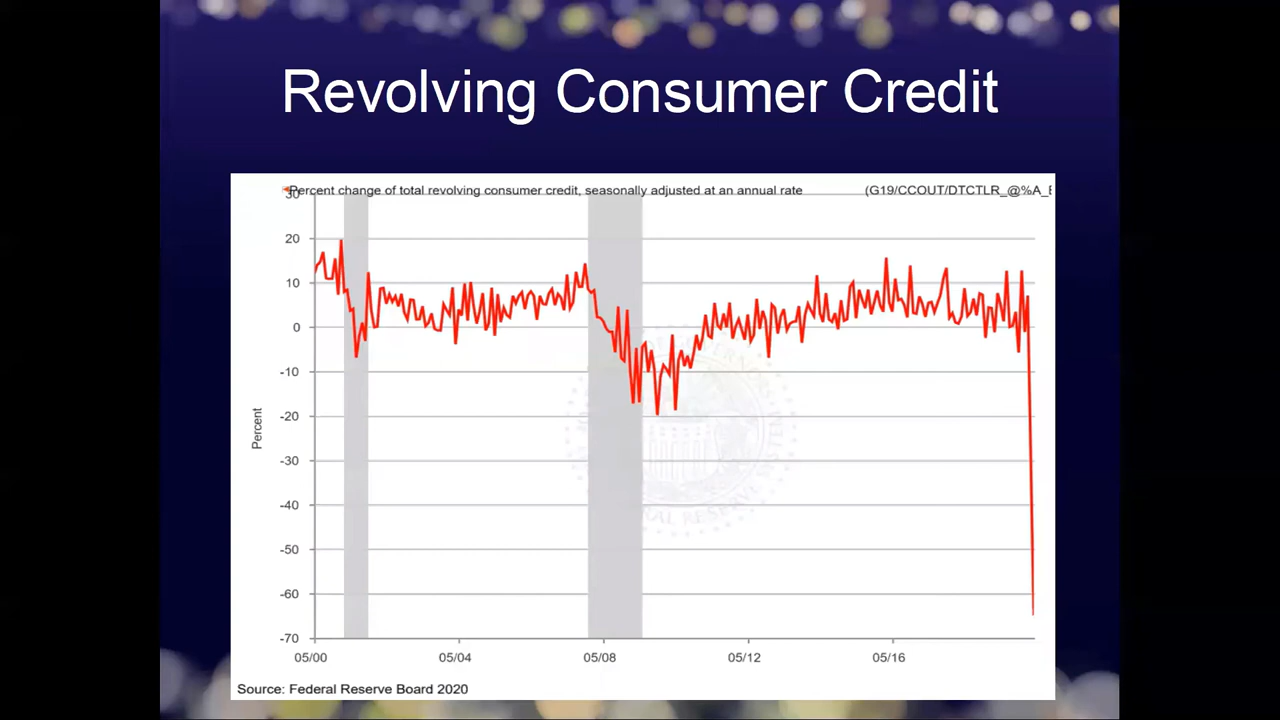 Revolving Consumer Credit
Percent change of total revolving consumer credit, seasonally adjusted at an annual rate (G19/CCOUT/DTCTLR_@%A_
30
20
10
0
-10
-20
-30
-40
-50
-60
-70
Percent
05/00 05/04 05/08 05/12 05/16
Source: Federal Reserve Board 2020